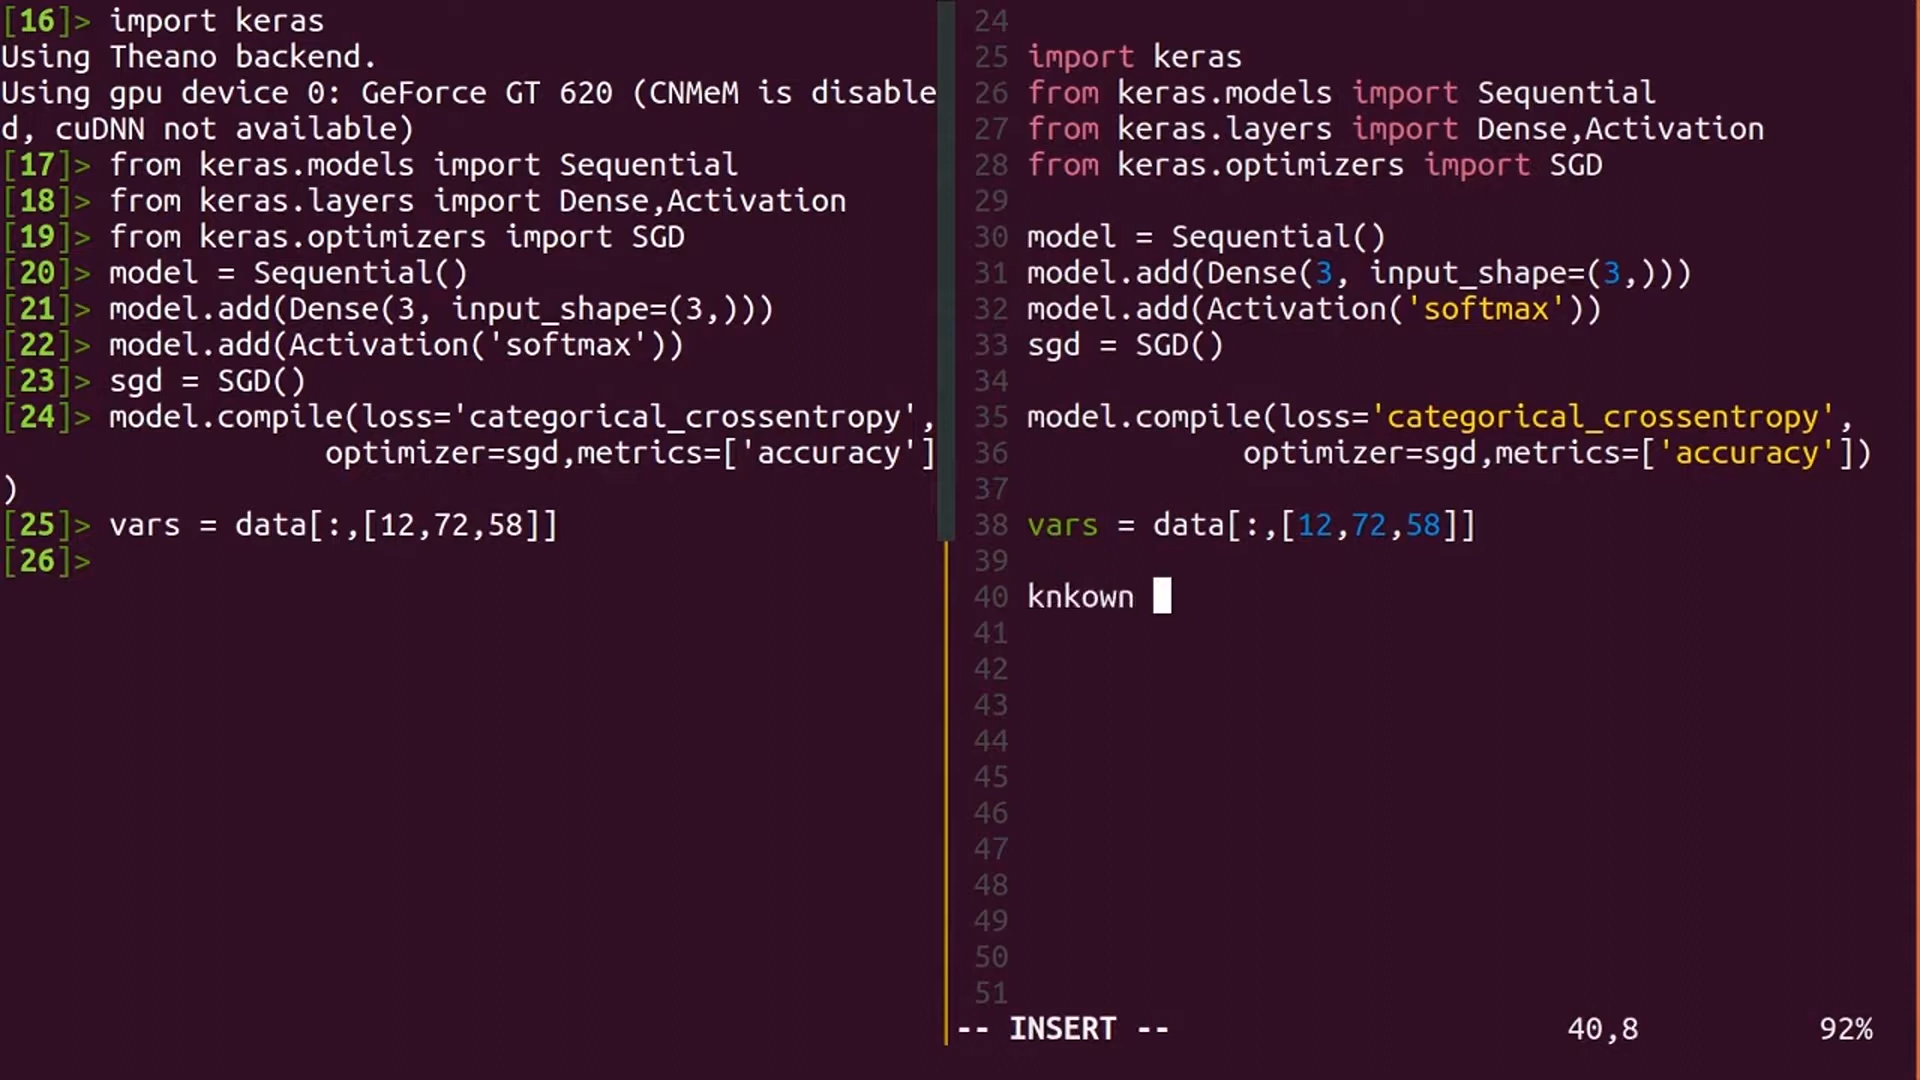 [16]> import keras
Using Theano backend.
Using gpu device 0: GeForce GT 620 (CNMeM is disable
d, cuDNN not available)
[17]> from keras.models import Sequential
[18]> from keras.layers import Dense,Activation
[19]> from keras.optimizers import SGD
[20]> model = Sequential()
[21]> model.add(Dense(3, input_shape=(3,)))
[22]> model.add(Activation('softmax'))
[23]> sgd = SGD()
[24]> model.compile(loss='categorical_crossentropy',
            optimizer=sgd,metrics=['accuracy']
)
[25]> vars = data[:,[12,72,58]]
[26]>
24
25 import keras
26 from keras.models import Sequential
27 from keras.layers import Dense,Activation
28 from keras.optimizers import SGD
29
30 model = Sequential()
31 model.add(Dense(3, input_shape=(3,)))
32 model.add(Activation('softmax'))
33 sgd = SGD()
34
35 model.compile(loss='categorical_crossentropy',
36             optimizer=sgd,metrics=['accuracy'])
37
38 vars = data[:,[12,72,58]]
39
40 knkown
41
42
43
44
45
46
47
48
49
50
51
-- INSERT -- 40,8 92%